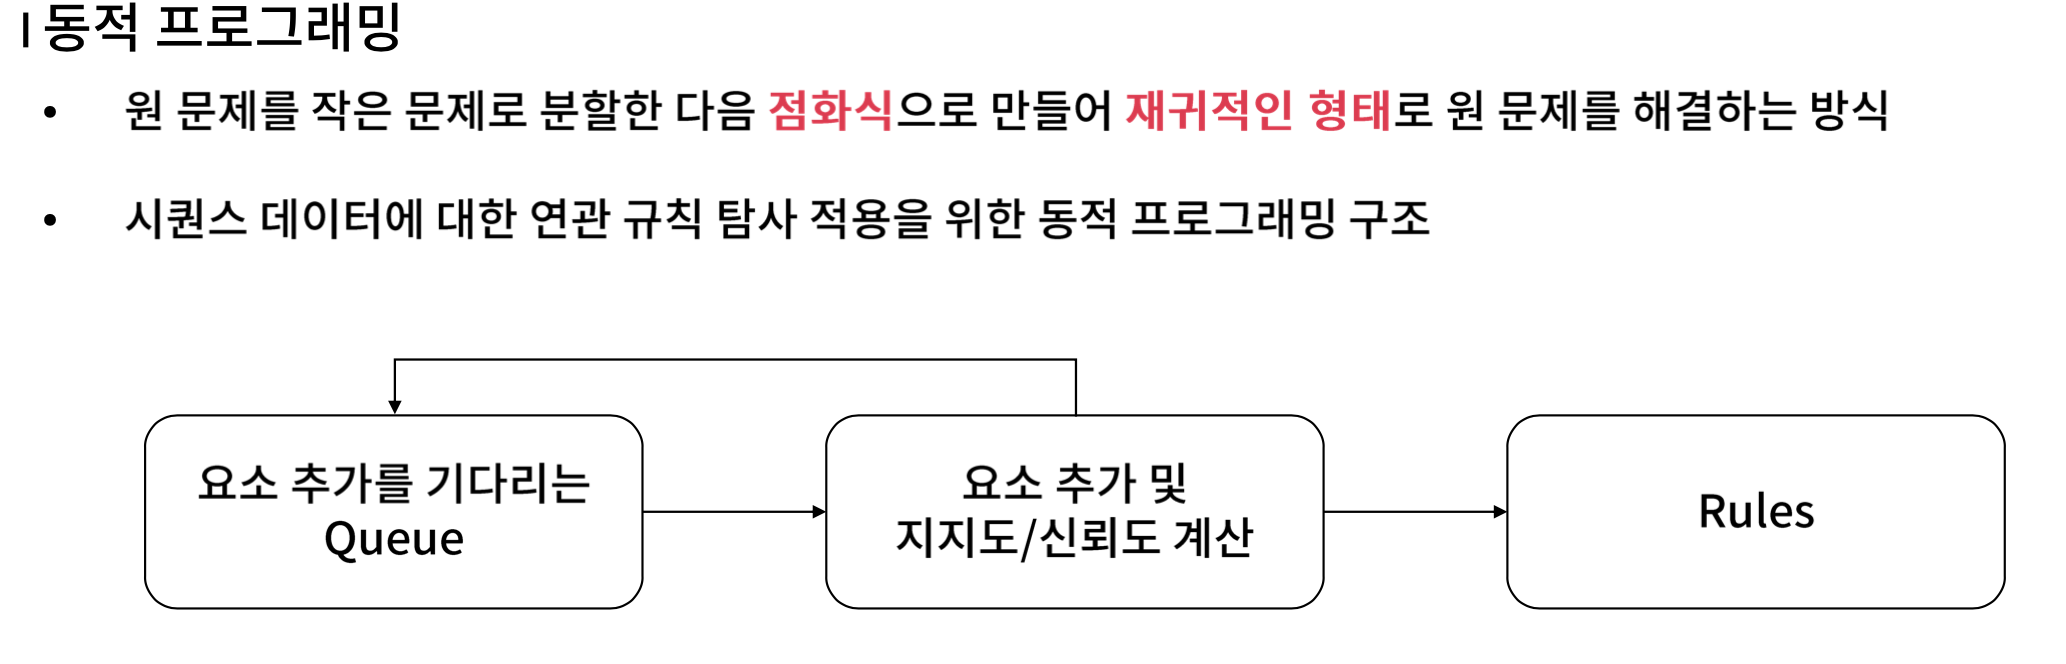 | 동적 프로그래밍
• 원 문제를 작은 문제로 분할한 다음 점화식으로 만들어 재귀적인 형태로 원 문제를 해결하는 방식
• 시퀀스 데이터에 대한 연관 규칙 탐사 적용을 위한 동적 프로그래밍 구조
요소 추가를 기다리는
Queue
요소 추가 및
지지도/신뢰도 계산
Rules